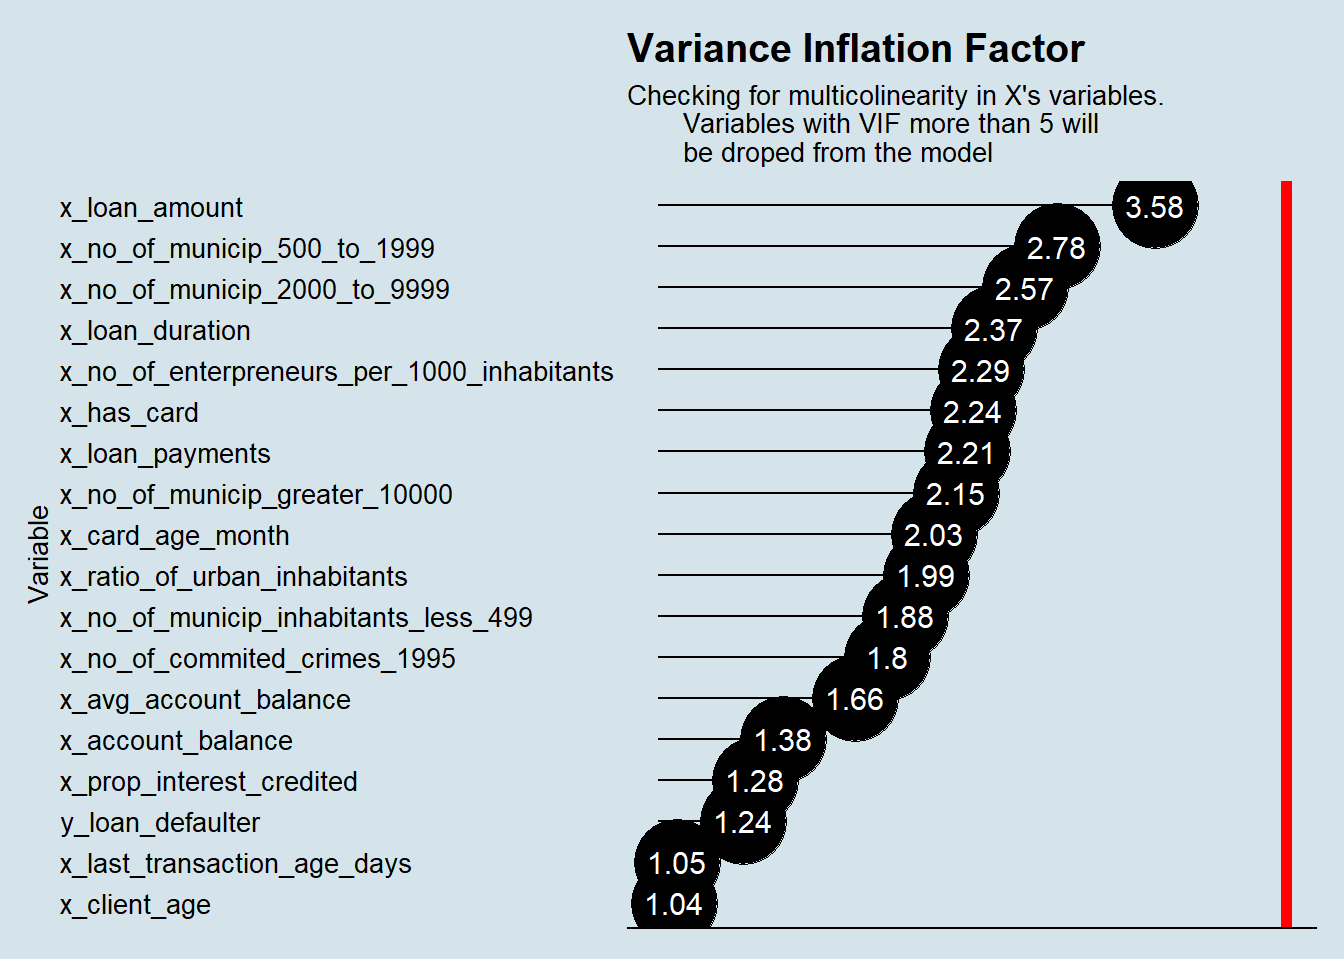 Variance Inflation Factor
Checking for multicolinearity in X's variables.
Variables with VIF more than 5 will
be droped from the model
Variable
x_loan_amount 3.58
x_no_of_municip_500_to_1999 2.78
x_no_of_municip_2000_to_9999 2.57
x_loan_duration 2.37
x_no_of_enterpreneurs_per_1000_inhabitants 2.29
x_has_card 2.24
x_loan_payments 2.21
x_no_of_municip_greater_10000 2.15
x_card_age_month 2.03
x_ratio_of_urban_inhabitants 1.99
x_no_of_municip_inhabitants_less_499 1.88
x_no_of_commited_crimes_1995 1.8
x_avg_account_balance 1.66
x_account_balance 1.38
x_prop_interest_credited 1.28
y_loan_defaulter 1.24
x_last_transaction_age_days 1.05
x_client_age 1.04